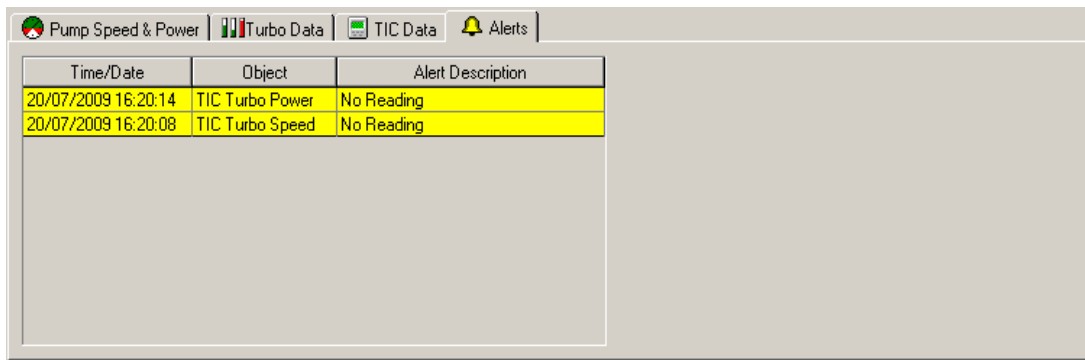 Pump Speed & Power Turbo Data TIC Data Alerts
Time/Date Object Alert Description
20/07/2009 16:20:14 TIC Turbo Power No Reading
20/07/2009 16:20:08 TIC Turbo Speed No Reading